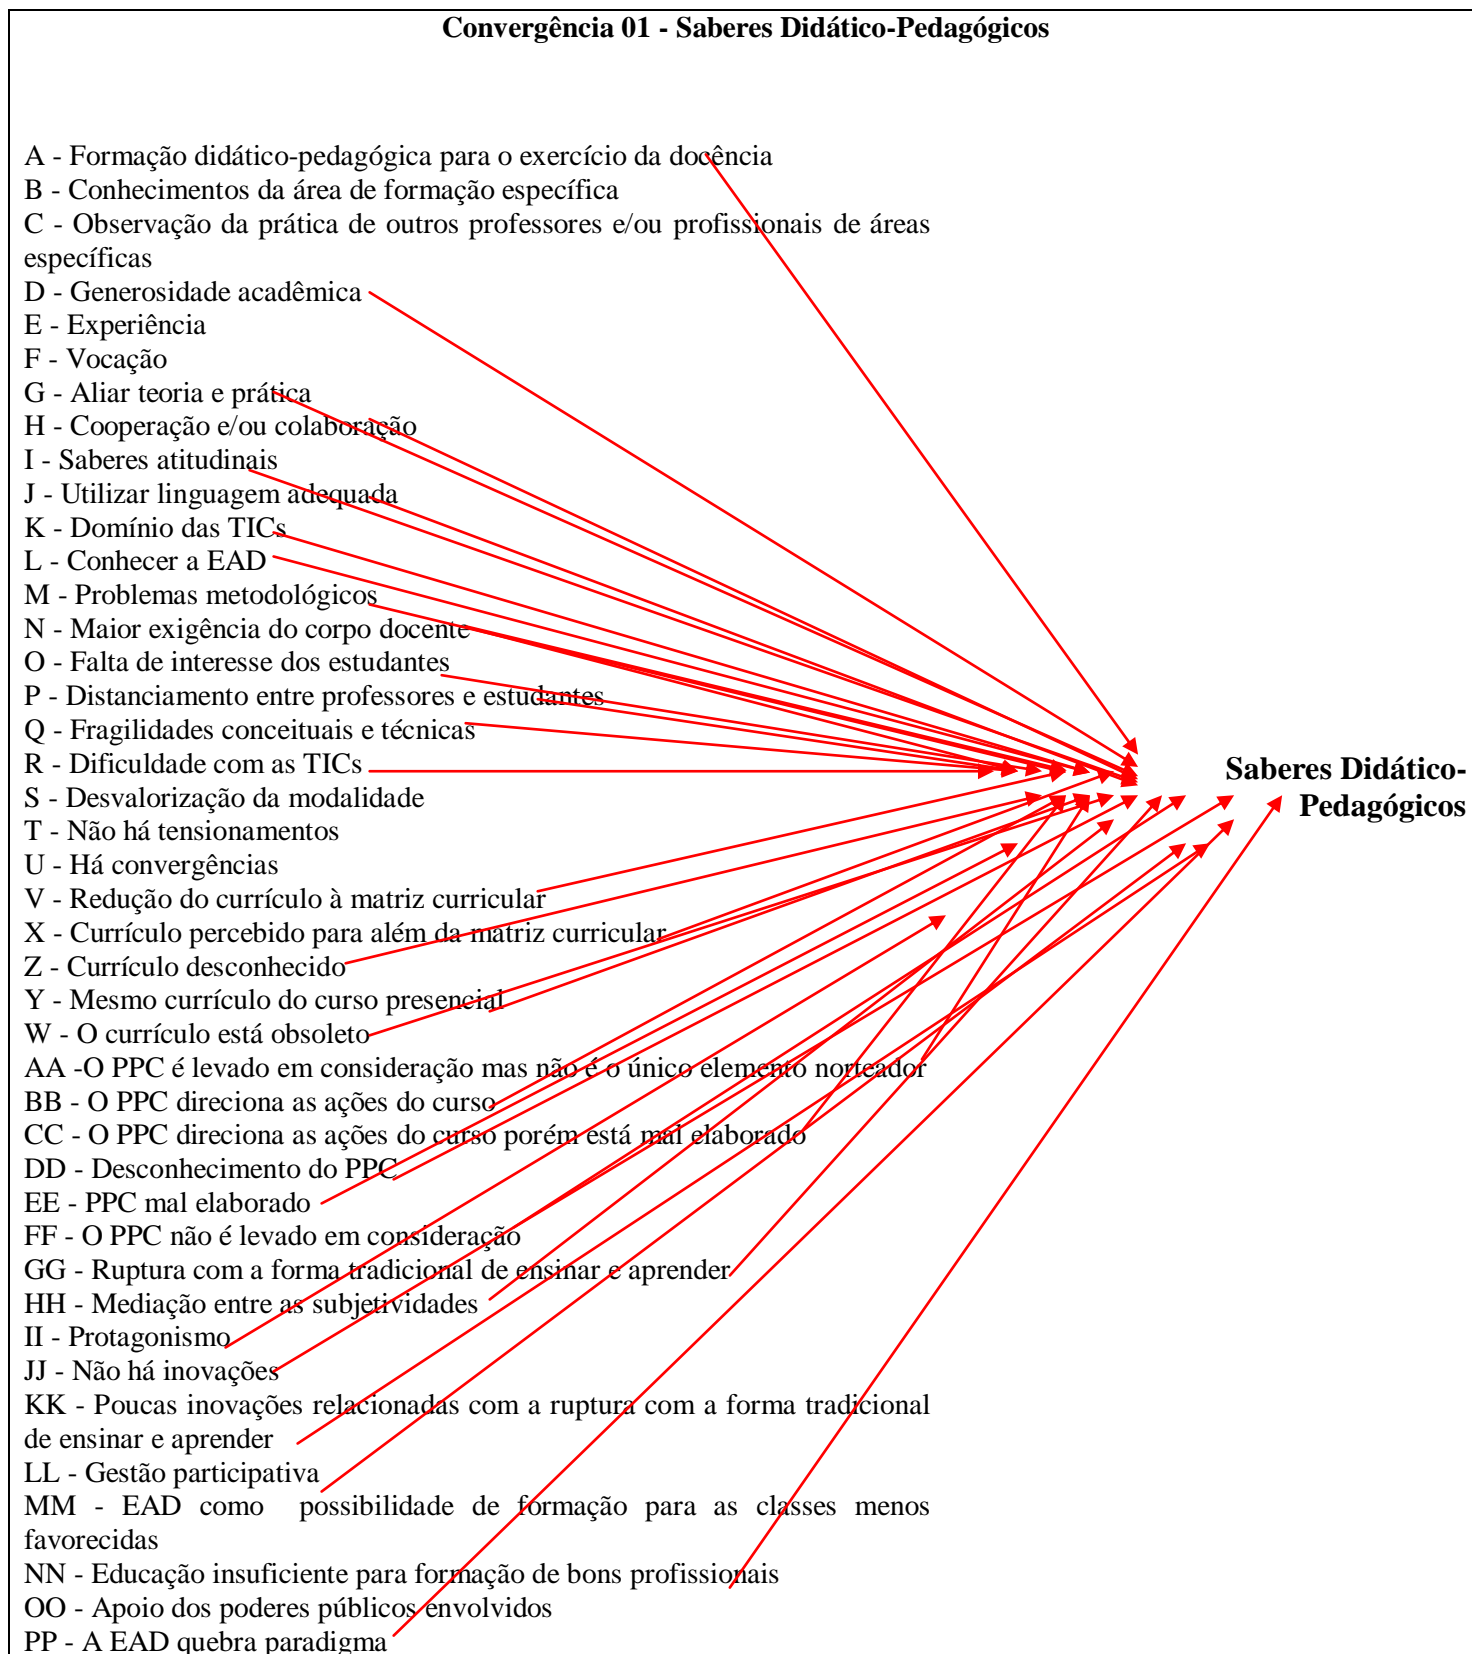 Convergência 01 - Saberes Didático-Pedagógicos
A - Formação didático-pedagógica para o exercício da docência
B - Conhecimentos da área de formação específica
C - Observação da prática de outros professores e/ou profissionais de áreas
específicas
D - Generosidade acadêmica
E - Experiência
F - Vocação
G - Aliar teoria e prática
H - Cooperação e/ou colaboração
I - Saberes atitudinais
J - Utilizar linguagem adequada
K - Domínio das TICs
L - Conhecer a EAD
M - Problemas metodológicos
N - Maior exigência do corpo docente
O - Falta de interesse dos estudantes
P - Distanciamento entre professores e estudantes
Q - Fragilidades conceituais e técnicas
R - Dificuldade com as TICs
S - Desvalorização da modalidade
T - Não há tensionamentos
U - Há convergências
V - Redução do currículo à matriz curricular
X - Currículo percebido para além da matriz curricular
Z - Currículo desconhecido
Y - Mesmo currículo do curso presencial
W - O currículo está obsoleto
AA -O PPC é levado em consideração mas não é o único elemento norteador
BB - O PPC direciona as ações do curso
CC - O PPC direciona as ações do curso porém está mal elaborado
DD - Desconhecimento do PPC
EE - PPC mal elaborado
FF - O PPC não é levado em consideração
GG - Ruptura com a forma tradicional de ensinar e aprender
HH - Mediação entre as subjetividades
II - Protagonismo
JJ - Não há inovações
KK - Poucas inovações relacionadas com a ruptura com a forma tradicional
de ensinar e aprender
LL - Gestão participativa
MM - EAD como possibilidade de formação para as classes menos
favorecidas
NN - Educação insuficiente para formação de bons profissionais
OO - Apoio dos poderes públicos envolvidos
PP - A EAD quebra paradigma
Saberes Didático-
Pedagógicos